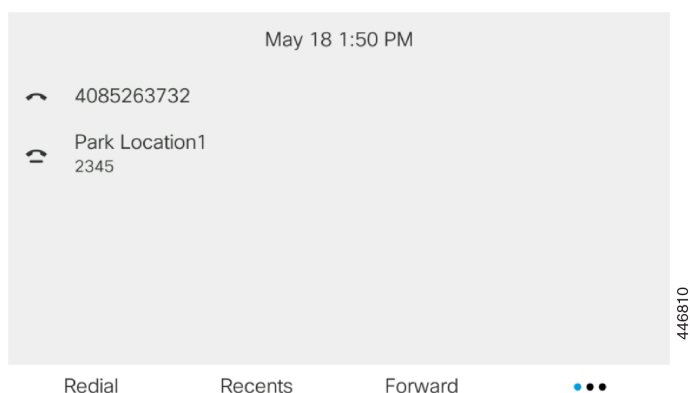 May 18 1:50 PM
4085263732
Park Location1
2345
446810
Redial Recents Forward